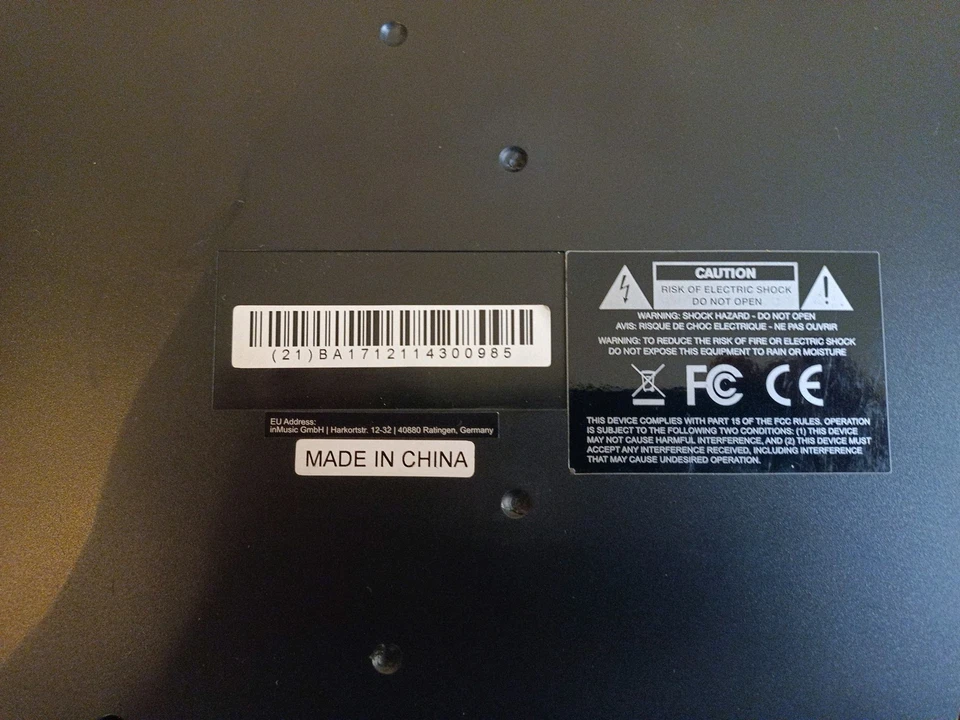 (21)BA1712114300985
EU Address:
inMusic GmbH | Harkortstr. 12-32 | 40880 Ratingen, Germany
MADE IN CHINA
CAUTION
RISK OF ELECTRIC SHOCK
DO NOT OPEN
WARNING: SHOCK HAZARD - DO NOT OPEN
AVIS: RISQUE DE CHOC ELECTRIQUE - NE PAS OUVRIR
WARNING: TO REDUCE THE RISK OF FIRE OR ELECTRIC SHOCK
DO NOT EXPOSE THIS EQUIPMENT TO RAIN OR MOISTURE
FC CE
THIS DEVICE COMPLIES WITH PART 15 OF THE FCC RULES. OPERATION
IS SUBJECT TO THE FOLLOWING TWO CONDITIONS: (1) THIS DEVICE
MAY NOT CAUSE HARMFUL INTERFERENCE, AND (2) THIS DEVICE MUST
ACCEPT ANY INTERFERENCE RECEIVED, INCLUDING INTERFERENCE
THAT MAY CAUSE UNDESIRED OPERATION.